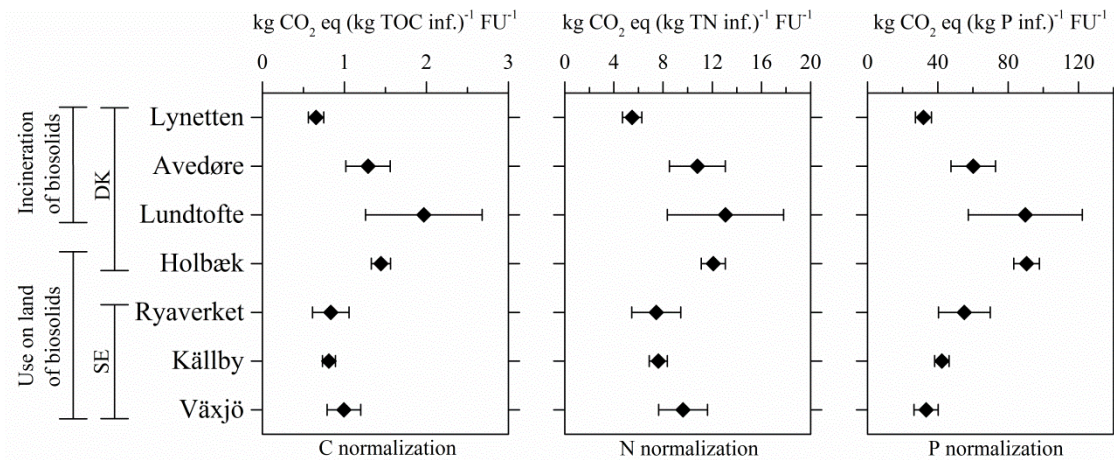 kg CO₂ eq (kg TOC inf.)⁻¹ FU⁻¹ kg CO₂ eq (kg TN inf.)⁻¹ FU⁻¹ kg CO₂ eq (kg P inf.)⁻¹ FU⁻¹
0 1 2 3 0 4 8 12 16 20 0 40 80 120
Incineration
of biosolids
DK
Use on land
of biosolids
SE
Lynetten
Avedøre
Lundtofte
Holbæk
Ryaverket
Källby
Växjö
C normalization N normalization P normalization